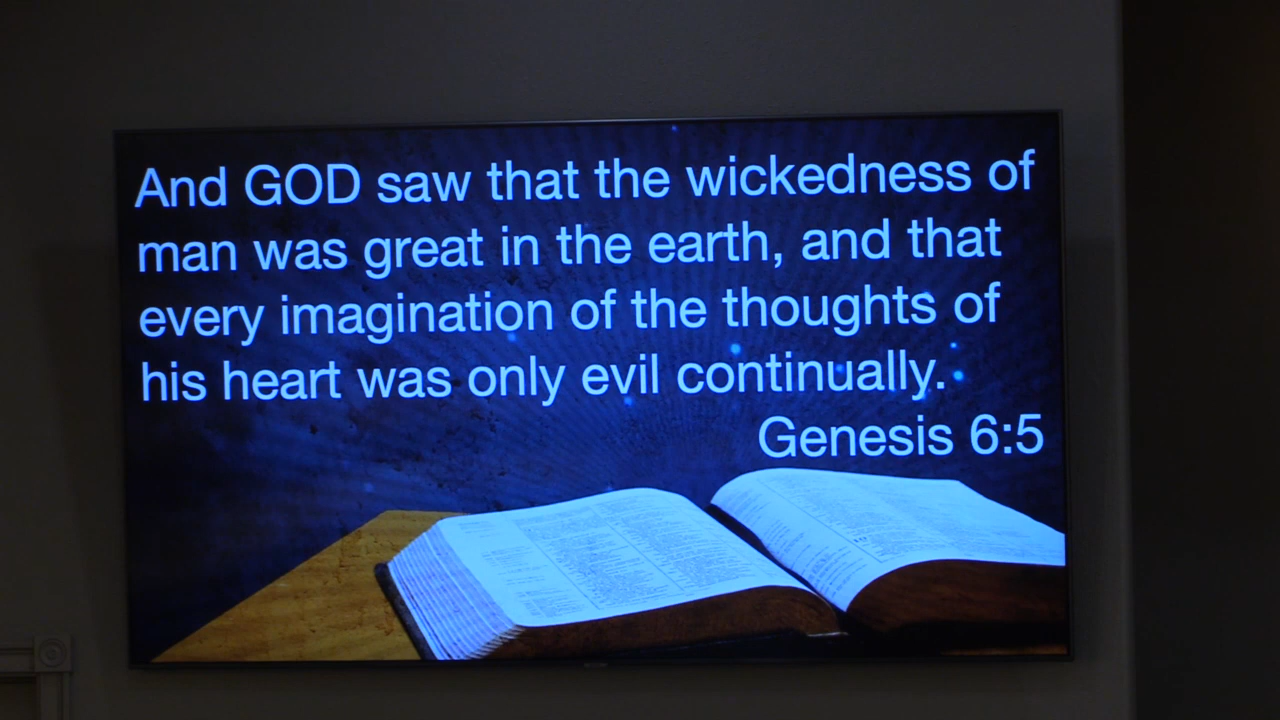 And GOD saw that the wickedness of
man was great in the earth, and that
every imagination of the thoughts of
his heart was only evil continually.
Genesis 6:5